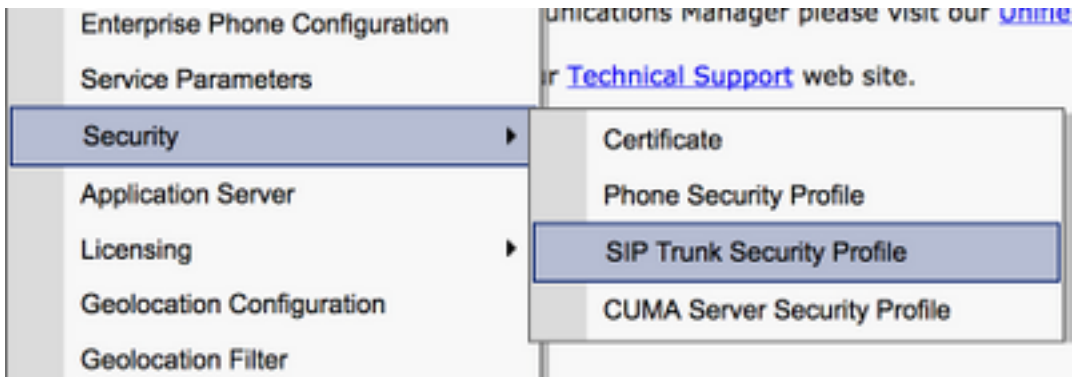 Enterprise Phone Configuration
unications Manager please visit our Unifie
Service Parameters
r Technical Support web site.
Security
Certificate
Application Server
Phone Security Profile
Licensing
SIP Trunk Security Profile
Geolocation Configuration
CUMA Server Security Profile
Geolocation Filter